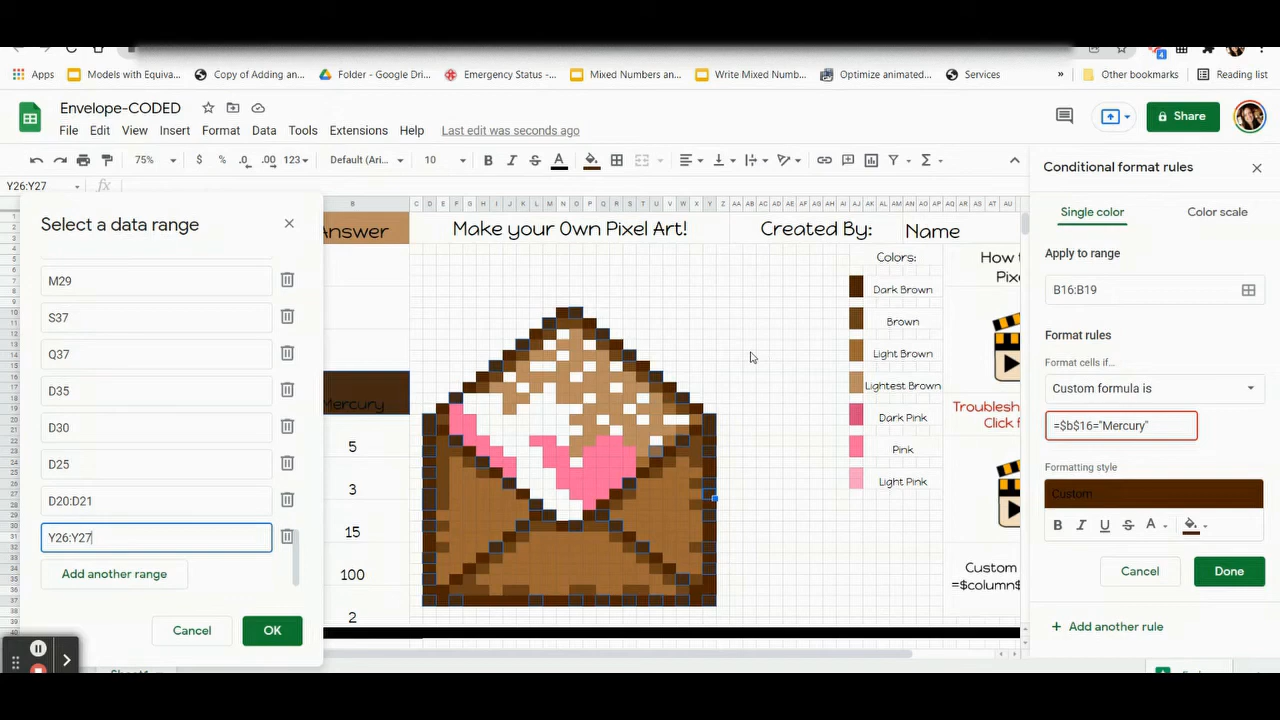 Apps
Models with Equiva...
Copy of Adding an...
Folder - Google Dri...
Emergency Status -...
Mixed Numbers an...
Write Mixed Numb...
Optimize animated...
Services
»
Other bookmarks
Reading list
Envelope-CODED
File
Edit
View
Insert
Format
Data
Tools
Extensions
Help
Last edit was seconds ago
Share
75%
$
%
.0
.00
123
Default (Ari...
10
Y26:Y27
Select a data range
M29
S37
Q37
D35
D30
D25
D20:D21
Y26:Y27
Add another range
Cancel
OK
Answer
Mercury
5
3
15
100
2
Make your Own Pixel Art!
Created By:
Name
Colors:
Dark Brown
Brown
Light Brown
Lightest Brown
Dark Pink
Pink
Light Pink
How t
Pix
Troublesh
Click f
Custom
=$column$
Conditional format rules
Single color
Color scale
Apply to range
B16:B19
Format rules
Format cells if...
Custom formula is
=$b$16="Mercury"
Formatting style
Custom
Cancel
Done
Add another rule